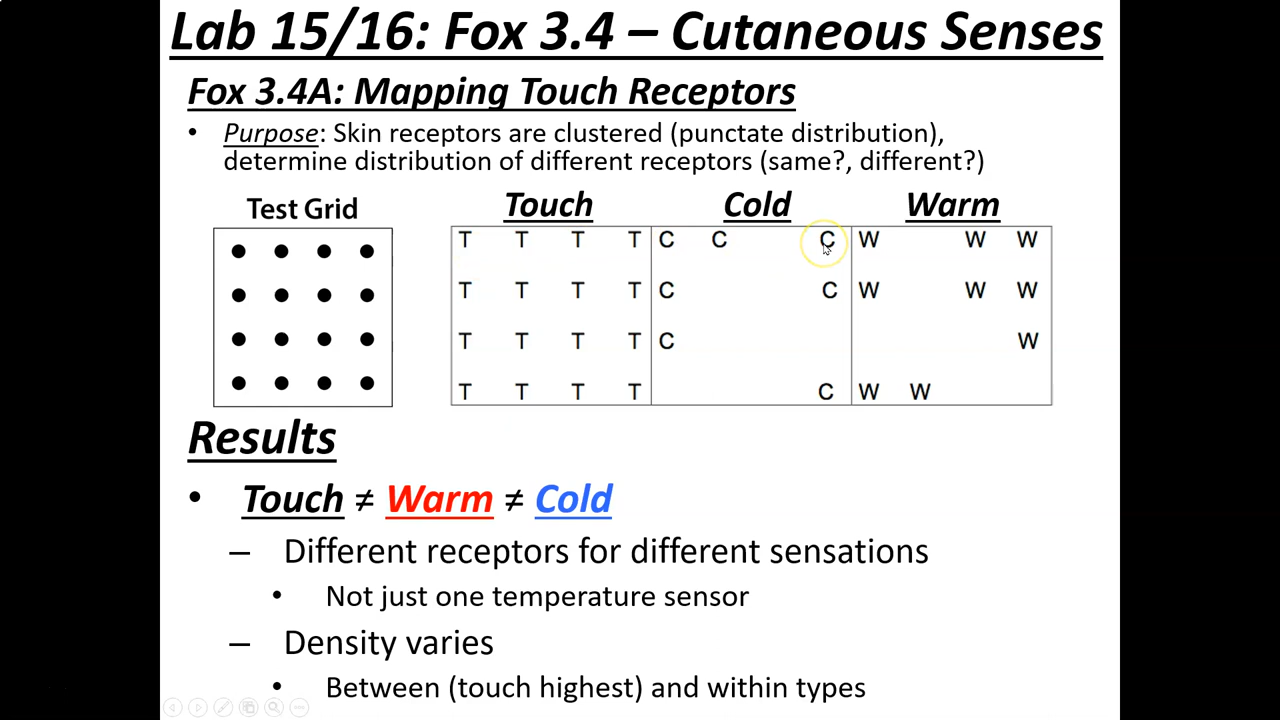 Lab 15/16: Fox 3.4 – Cutaneous Senses
Fox 3.4A: Mapping Touch Receptors
• Purpose: Skin receptors are clustered (punctate distribution),
determine distribution of different receptors (same?, different?)
Test Grid
Touch Cold Warm
T T T T C C C W W W
T T T T C C W W W
T T T T C W
T T T T C W W
Results
• Touch ≠ Warm ≠ Cold
– Different receptors for different sensations
• Not just one temperature sensor
– Density varies
• Between (touch highest) and within types